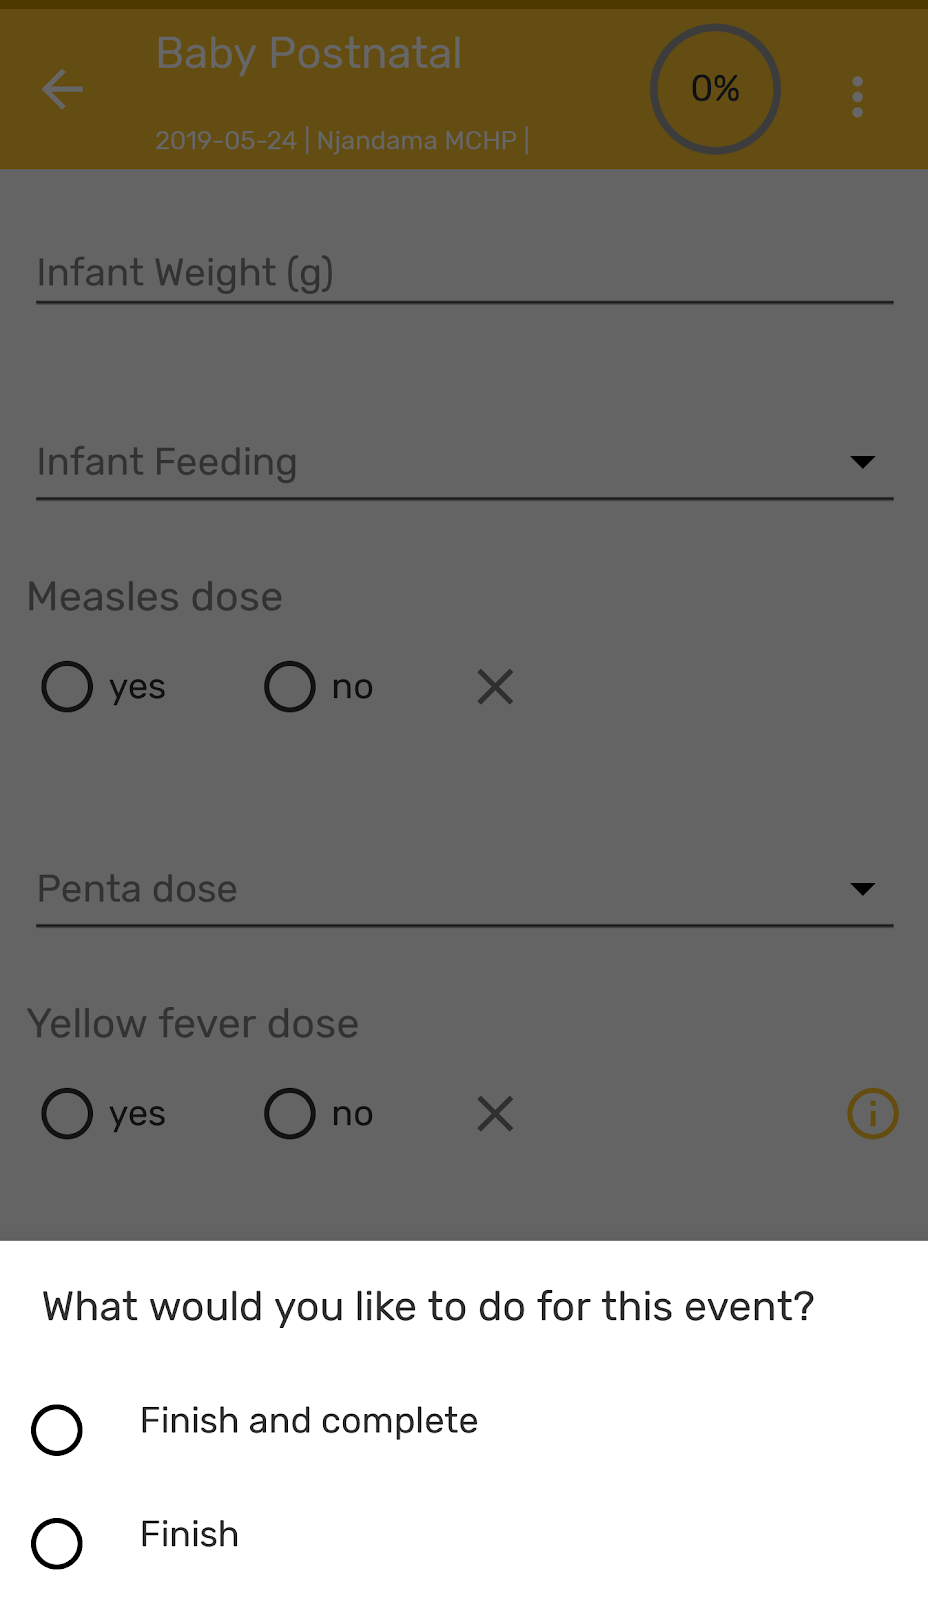 Baby Postnatal
0%
2019-05-24 | Njandama MCHP |
Infant Weight (g)
Infant Feeding
Measles dose
yes no
Penta dose
Yellow fever dose
yes no
What would you like to do for this event?
Finish and complete
Finish